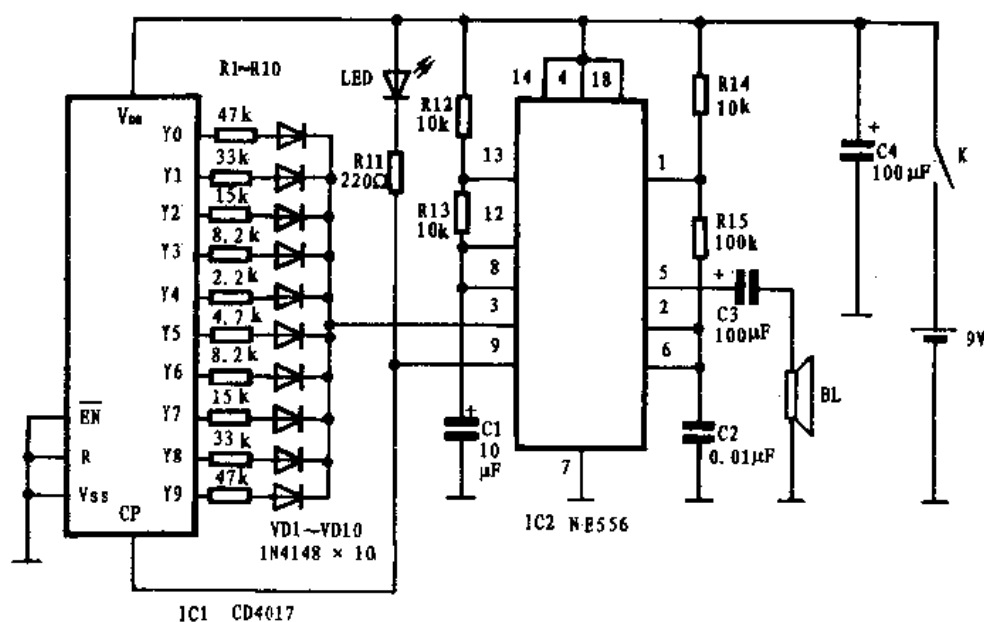 R1~R10
V_DD
47k
Y0
33k
Y1
15k
Y2
8.2k
Y3
2.2k
Y4
4.7k
Y5
8.2k
Y6
15k
Y7
33k
Y8
47k
Y9
EN
R
Vss
CP
VD1~VD10
1N4148 × 10
IC1 CD4017
LED
R11
220Ω
R12
10k
R13
10k
C1
10
μF
14
4
18
13
12
8
3
9
7
1
5
2
6
IC2 NE556
R14
10k
R15
100k
+
C3
100μF
C2
0.01μF
BL
+
C4
100μF
K
9V
+